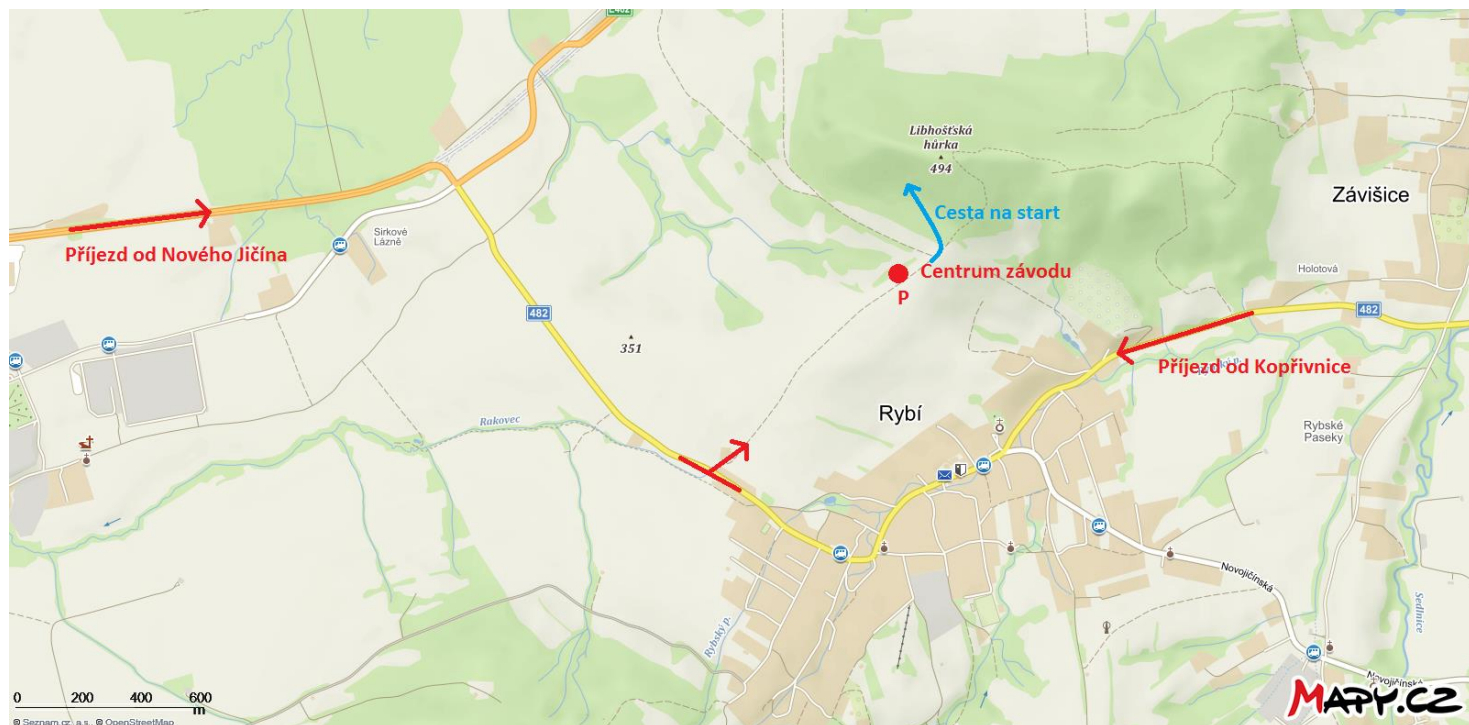 E462
Libhošťská
hůrka
494
Závišice
Cesta na start
Příjezd od Nového Jičína
Sirkové
Lázně
Centrum závodu
P
Holotová
482
482
351
Příjezd od Kopřivnice
Rybí
Rakovec
Rybské
Paseky
Novojičínská
Sedlnice
Rybský p.
Novojičínská
0 200 400 600
m
Mapy.cz
© Seznam.cz, a.s., © OpenStreetMap